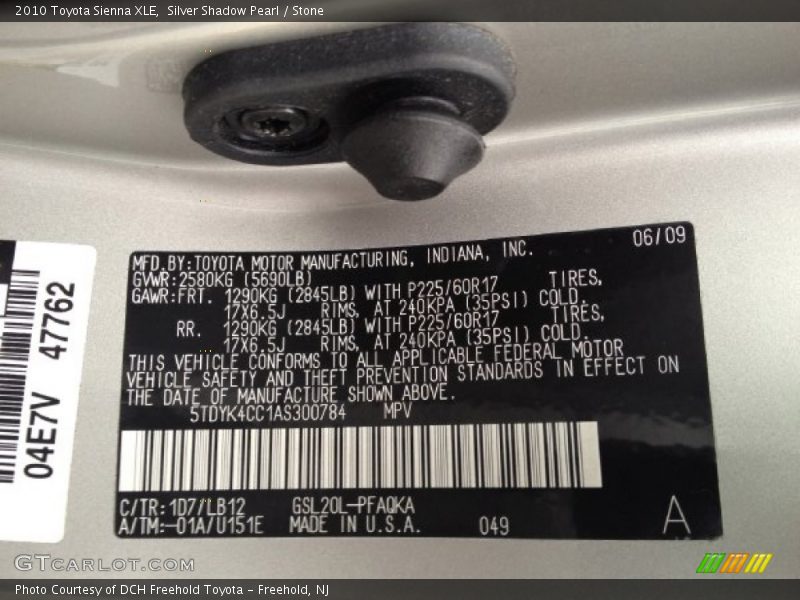 2010 Toyota Sienna XLE,  Silver Shadow Pearl / Stone
06/09
MFD.BY:TOYOTA MOTOR MANUFACTURING, INDIANA, INC.
GVWR:2580KG (5690LB)
GAWR:FRT. 1290KG (2845LB) WITH P225/60R17 TIRES,
17X6.5J RIMS, AT 240KPA (35PSI) COLD.
RR. 1290KG (2845LB) WITH P225/60R17 TIRES,
17X6.5J RIMS, AT 240KPA (35PSI) COLD.
THIS VEHICLE CONFORMS TO ALL APPLICABLE FEDERAL MOTOR
VEHICLE SAFETY AND THEFT PREVENTION STANDARDS IN EFFECT ON
THE DATE OF MANUFACTURE SHOWN ABOVE.
5TDYK4CC1AS300784 MPV
C/TR:1D7/LB12 GSL20L-PFAQKA
A/TM:-01A/U151E MADE IN U.S.A. 049
A
04E7V 47762
GTCARLOT.COM
Photo Courtesy of DCH Freehold Toyota - Freehold, NJ